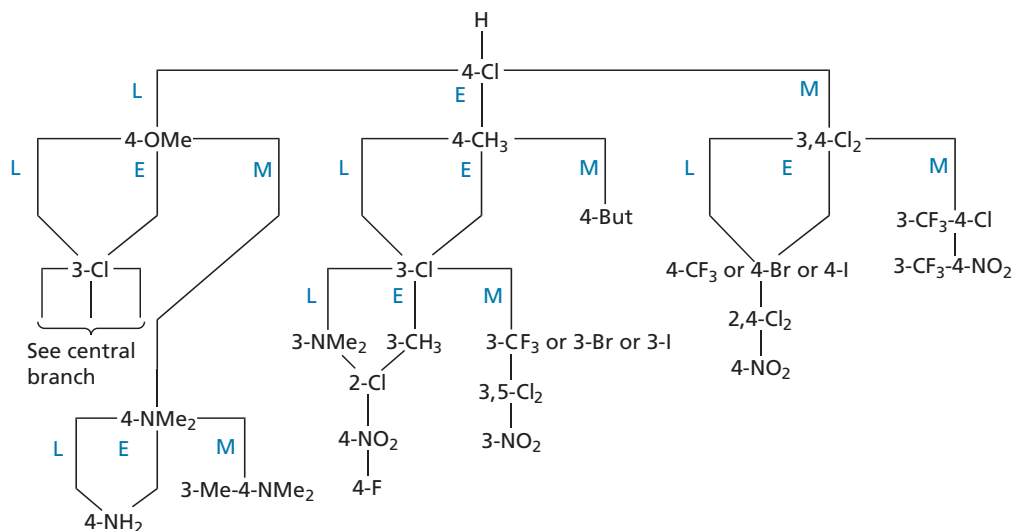 H
4-Cl
L E M
4-OMe 4-CH₃ 3,4-Cl₂
L E M L E M L E M
4-But 3-CF₃-4-Cl
3-Cl 3-Cl 4-CF₃ or 4-Br or 4-I 3-CF₃-4-NO₂
L E M
2,4-Cl₂
See central
branch
3-NMe₂ 3-CH₃ 3-CF₃ or 3-Br or 3-I
4-NO₂
2-Cl 3,5-Cl₂
4-NMe₂
L E M
4-NO₂ 3-NO₂
3-Me-4-NMe₂ 4-F
4-NH₂